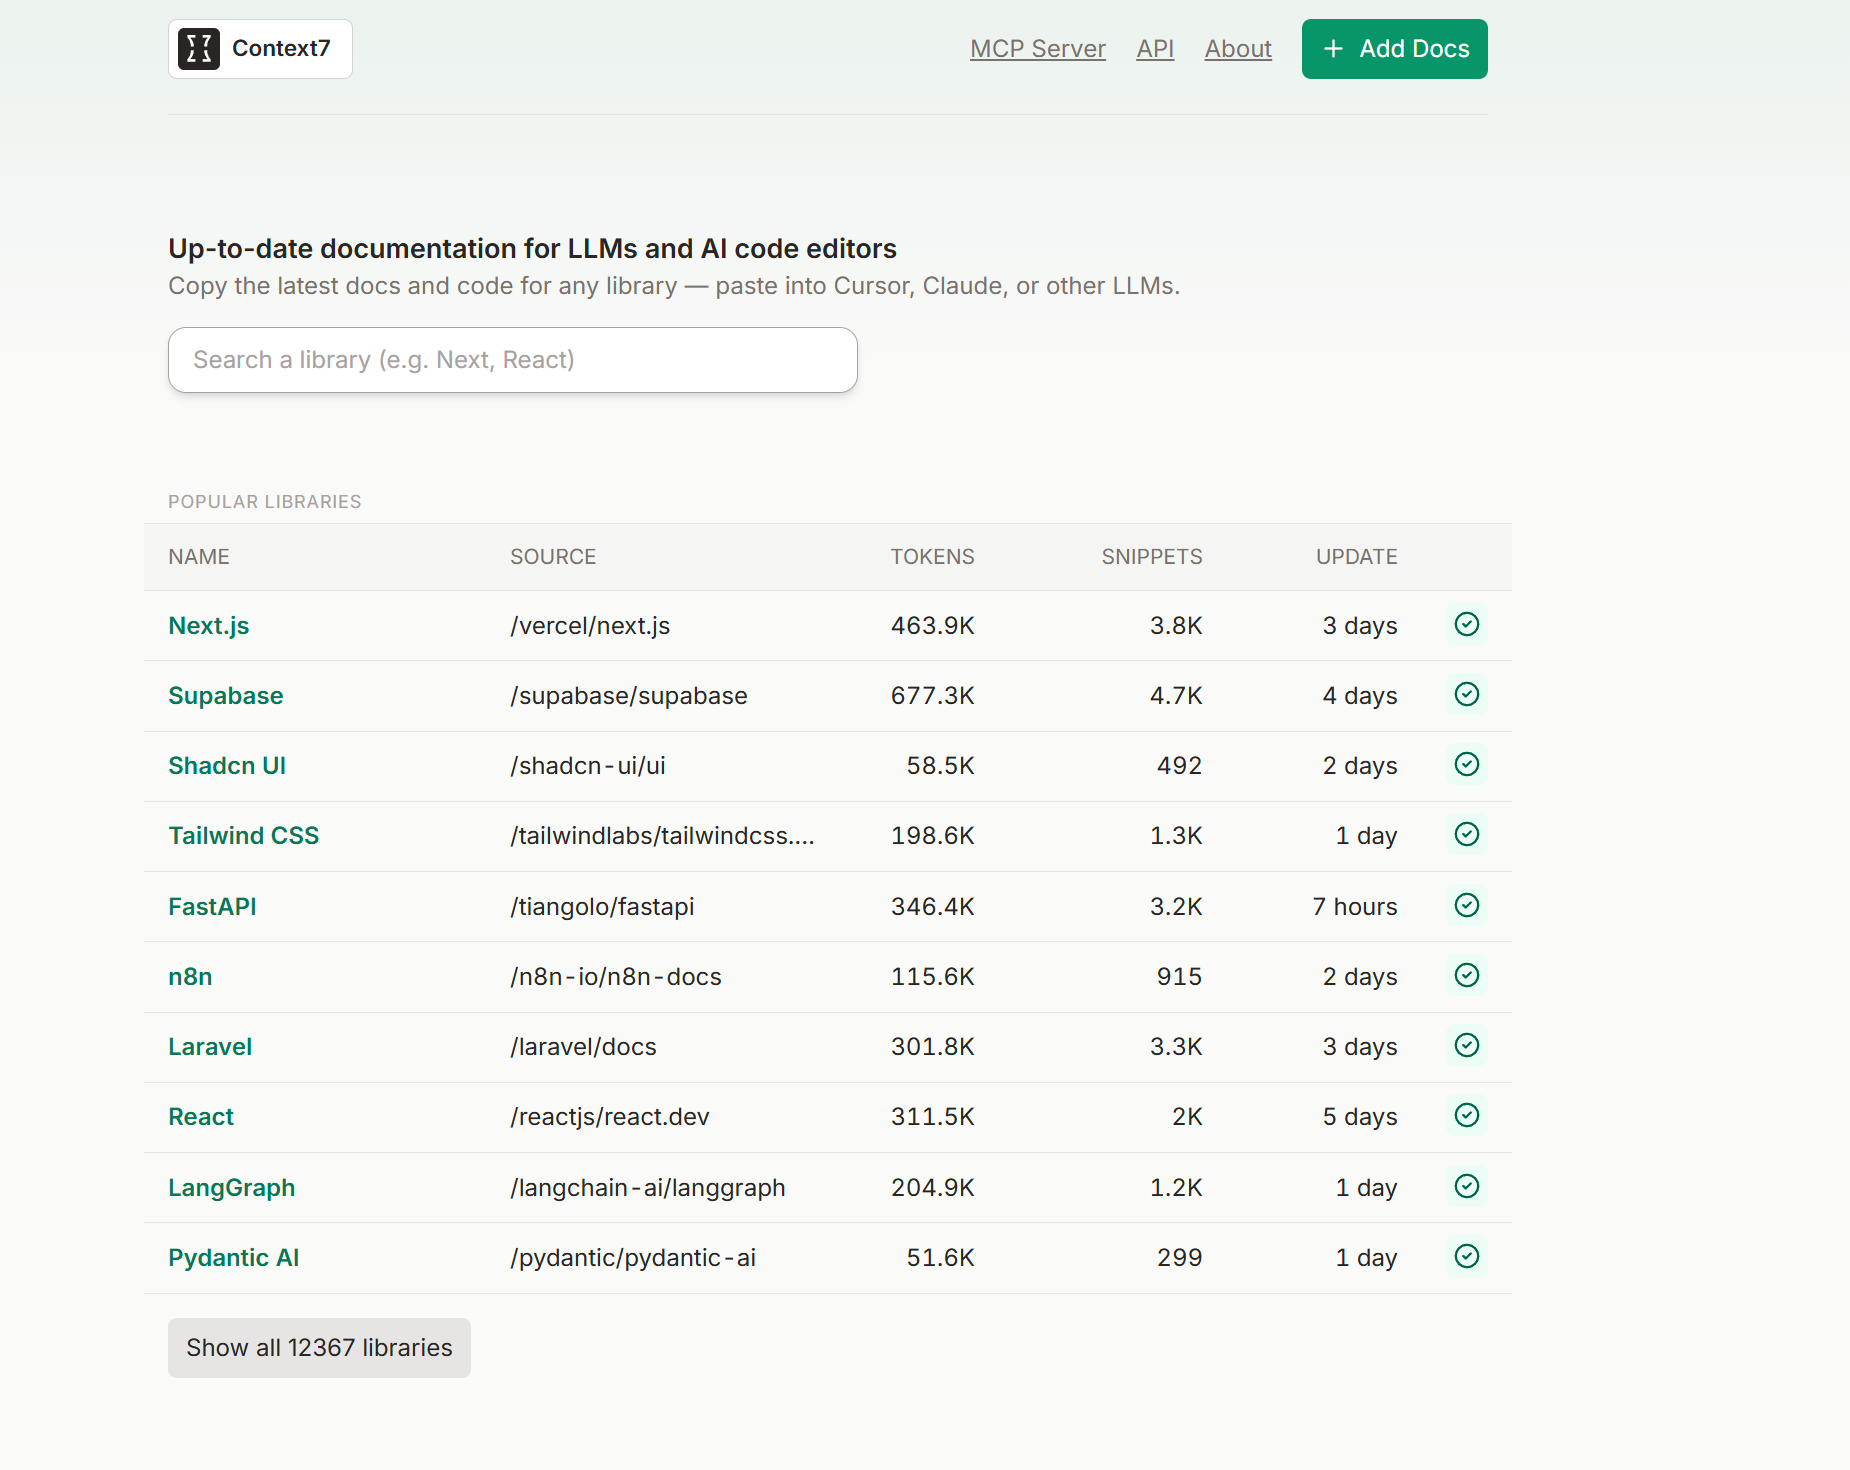 Context7
MCP Server API About + Add Docs
Up-to-date documentation for LLMs and AI code editors
Copy the latest docs and code for any library — paste into Cursor, Claude, or other LLMs.
Search a library (e.g. Next, React)
POPULAR LIBRARIES
NAME SOURCE TOKENS SNIPPETS UPDATE
Next.js /vercel/next.js 463.9K 3.8K 3 days
Supabase /supabase/supabase 677.3K 4.7K 4 days
Shadcn UI /shadcn-ui/ui 58.5K 492 2 days
Tailwind CSS /tailwindlabs/tailwindcss.... 198.6K 1.3K 1 day
FastAPI /tiangolo/fastapi 346.4K 3.2K 7 hours
n8n /n8n-io/n8n-docs 115.6K 915 2 days
Laravel /laravel/docs 301.8K 3.3K 3 days
React /reactjs/react.dev 311.5K 2K 5 days
LangGraph /langchain-ai/langgraph 204.9K 1.2K 1 day
Pydantic AI /pydantic/pydantic-ai 51.6K 299 1 day
Show all 12367 libraries